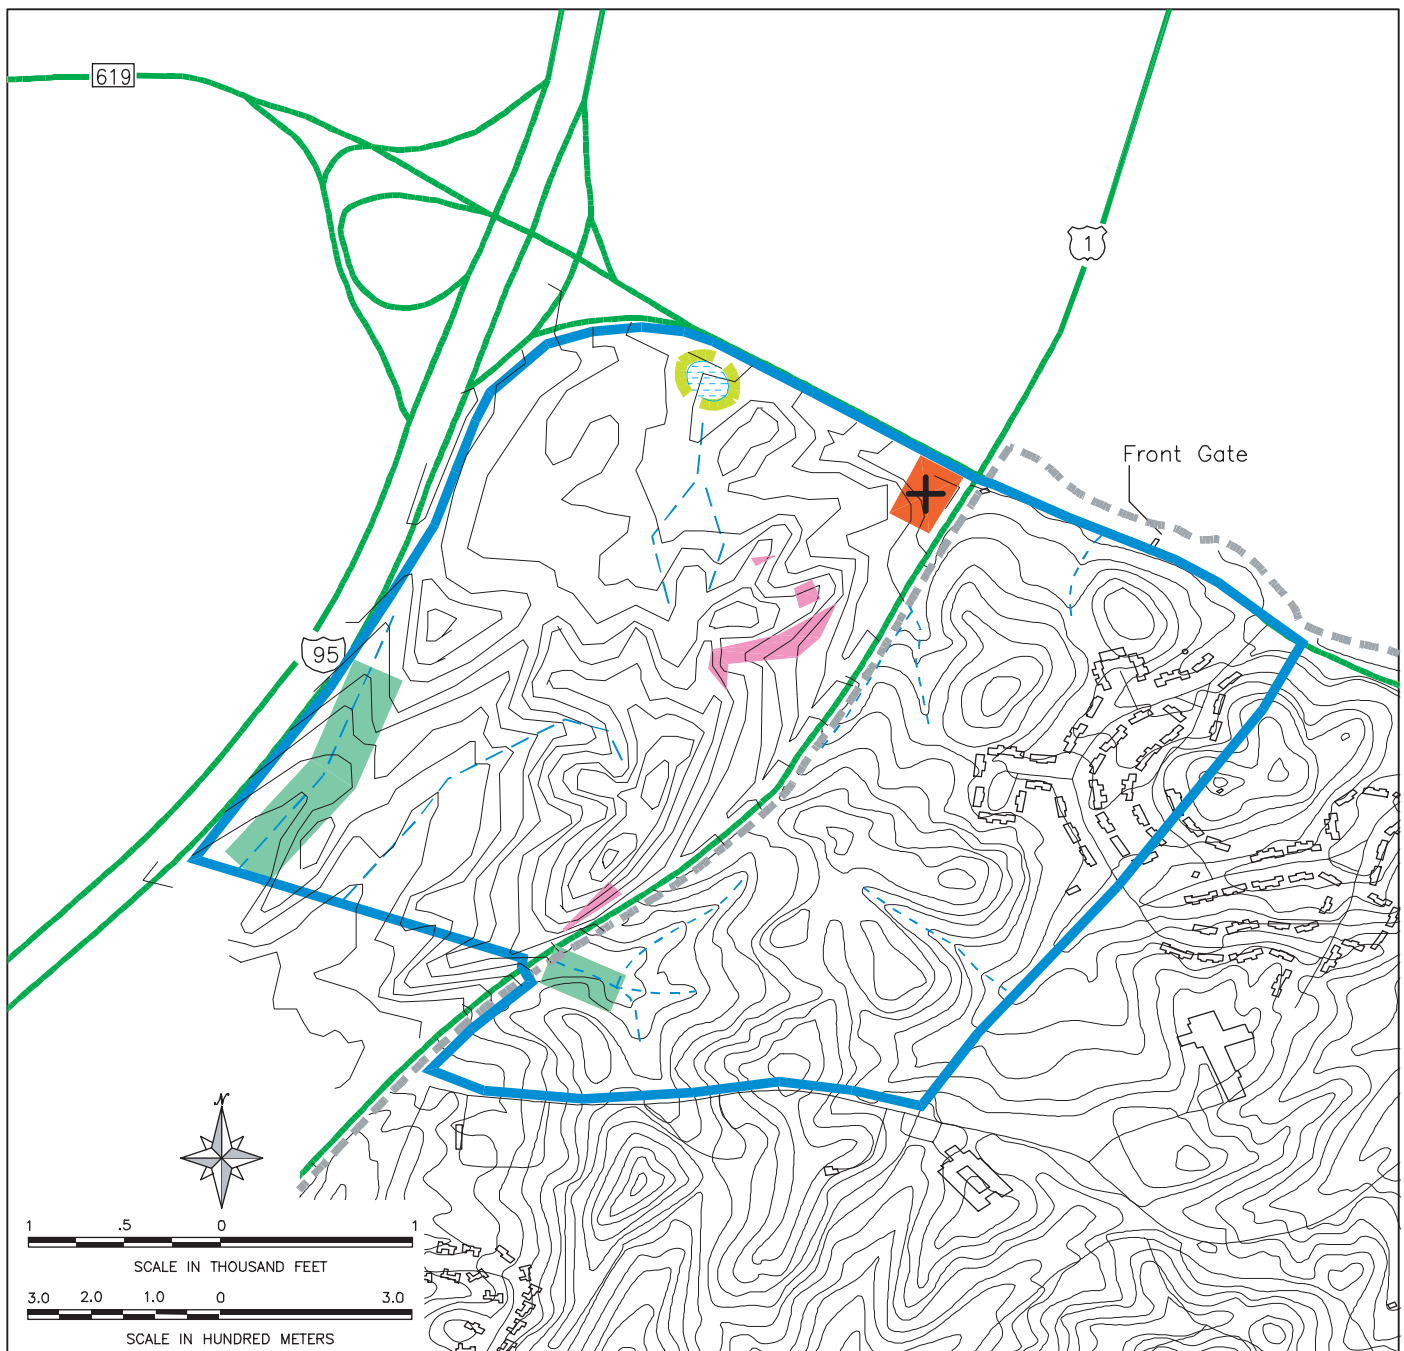 619
1
Front Gate
95
N
1 .5 0 1
SCALE IN THOUSAND FEET
3.0 2.0 1.0 0 3.0
SCALE IN HUNDRED METERS